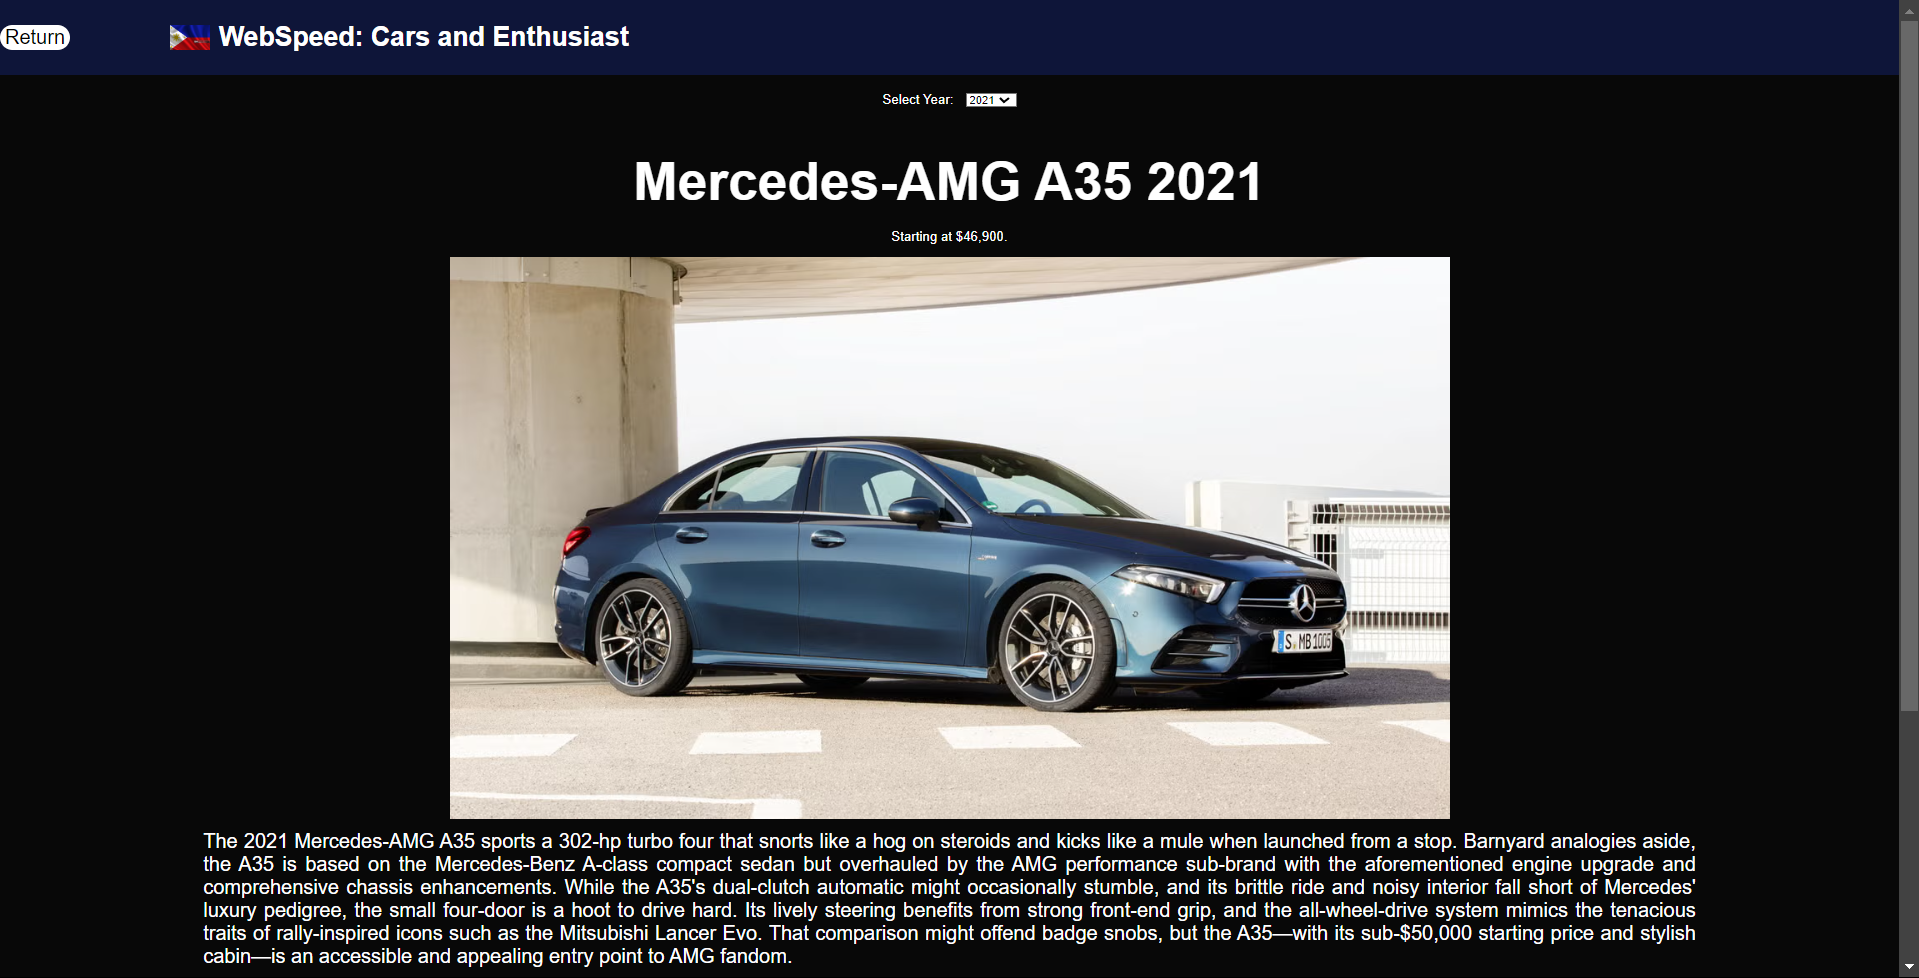 Return
WebSpeed: Cars and Enthusiast
Select Year: 2021
Mercedes-AMG A35 2021
Starting at $46,900.
S MB 1005
The 2021 Mercedes-AMG A35 sports a 302-hp turbo four that snorts like a hog on steroids and kicks like a mule when launched from a stop. Barnyard analogies aside,
the A35 is based on the Mercedes-Benz A-class compact sedan but overhauled by the AMG performance sub-brand with the aforementioned engine upgrade and
comprehensive chassis enhancements. While the A35's dual-clutch automatic might occasionally stumble, and its brittle ride and noisy interior fall short of Mercedes'
luxury pedigree, the small four-door is a hoot to drive hard. Its lively steering benefits from strong front-end grip, and the all-wheel-drive system mimics the tenacious
traits of rally-inspired icons such as the Mitsubishi Lancer Evo. That comparison might offend badge snobs, but the A35—with its sub-$50,000 starting price and stylish
cabin—is an accessible and appealing entry point to AMG fandom.